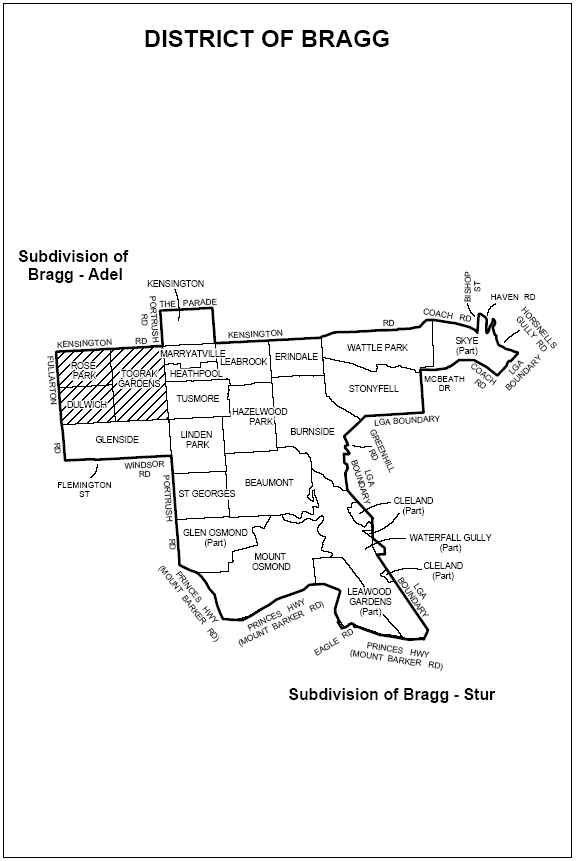 DISTRICT OF BRAGG
Subdivision of
Bragg - Adel
KENSINGTON
THE PARADE
PORTRUSH
RD
KENSINGTON
RD
KENSINGTON
RD
COACH RD
BISHOP
ST
HAVEN RD
HORSNELLS
GULLY RD
LGA
BOUNDARY
COACH
RD
SKYE
(Part)
MCBEATH
DR
MARRYATVILLE
LEABROOK
ERINDALE
WATTLE PARK
FULLARTON
RD
ROSE
PARK
TOORAK
GARDENS
HEATHPOOL
STONYFELL
DULWICH
TUSMORE
HAZELWOOD
PARK
LGA BOUNDARY
GLENSIDE
LINDEN
PARK
BURNSIDE
GREENHILL
RD
LGA
BOUNDARY
WINDSOR
RD
FLEMINGTON
ST
PORTRUSH
RD
ST GEORGES
BEAUMONT
CLELAND
(Part)
GLEN OSMOND
(Part)
WATERFALL GULLY
(Part)
MOUNT
OSMOND
CLELAND
(Part)
LGA
BOUNDARY
LEAWOOD
GARDENS
(Part)
PRINCES HWY
(MOUNT BARKER RD)
PRINCES HWY
(MOUNT BARKER RD)
EAGLE RD
PRINCES HWY
(MOUNT BARKER RD)
Subdivision of Bragg - Stur